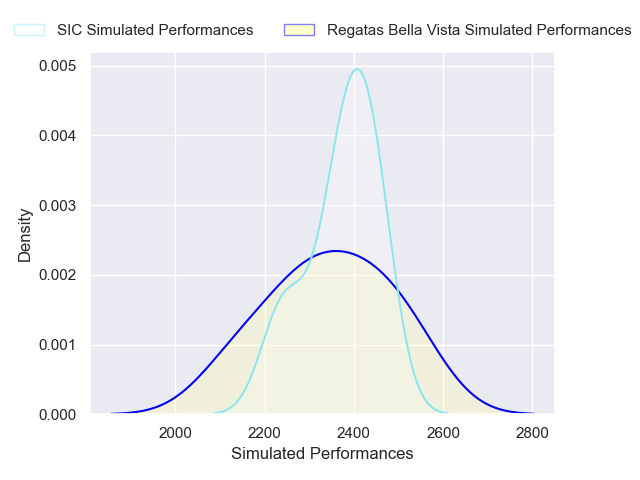 SIC Simulated Performances
Regatas Bella Vista Simulated Performances
0.005
0.004
0.003
0.002
0.001
0.000
Density
2000
2200
2400
2600
2800
Simulated Performances